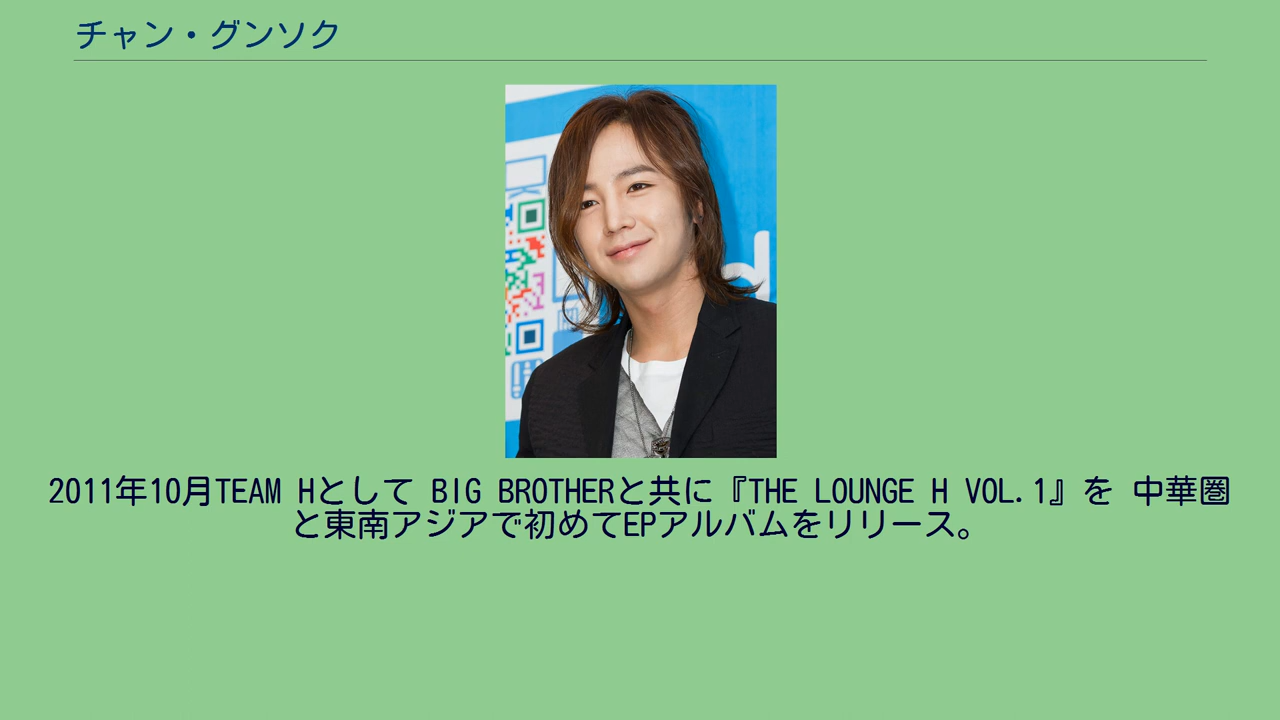 チャン・グンソク
d
2011年10月TEAM Hとして BIG BROTHERと共に『THE LOUNGE H VOL.1』を 中華圏
と東南アジアで初めてEPアルバムをリリース。